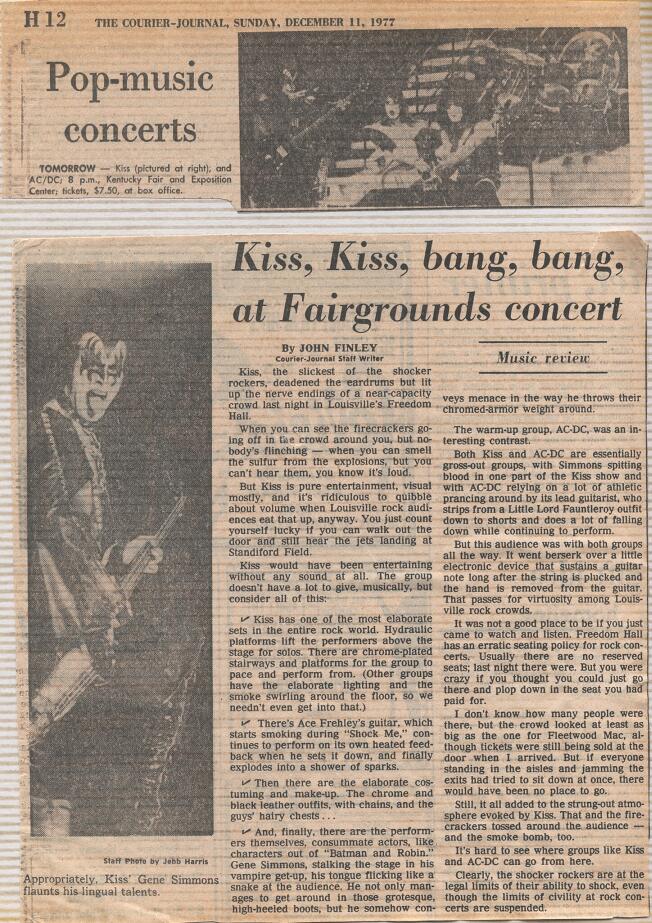 H 12 THE COURIER-JOURNAL, SUNDAY, DECEMBER 11, 1977
Pop-music
concerts
TOMORROW — Kiss (pictured at right), and
AC/DC; 8 p.m., Kentucky Fair and Exposition
Center; tickets, $7.50, at box office.
Kiss, Kiss, bang, bang,
at Fairgrounds concert
By JOHN FINLEY
Courier-Journal Staff Writer
Music review
Kiss, the slickest of the shocker
rockers, deadened the eardrums but lit
up the nerve endings of a near-capacity
crowd last night in Louisville's Freedom
Hall.
When you can see the firecrackers go-
ing off in the crowd around you, but no-
body's flinching — when you can smell
the sulfur from the explosions, but you
can't hear them, you know it's loud.
But Kiss is pure entertainment, visual
mostly, and it's ridiculous to quibble
about volume when Louisville rock audi-
ences eat that up, anyway. You just count
yourself lucky if you can walk out the
door and still hear the jets landing at
Standiford Field.
Kiss would have been entertaining
without any sound at all. The group
doesn't have a lot to give, musically, but
consider all of this:
✓ Kiss has one of the most elaborate
sets in the entire rock world. Hydraulic
platforms lift the performers above the
stage for solos. There are chrome-plated
stairways and platforms for the group to
pace and perform from. (Other groups
have the elaborate lighting and the
smoke swirling around the floor, so we
needn't even get into that.)
✓ There's Ace Frehley's guitar, which
starts smoking during "Shock Me," con-
tinues to perform on its own heated feed-
back when he sets it down, and finally
explodes into a shower of sparks.
✓ Then there are the elaborate cos-
tuming and make-up. The chrome and
black leather outfits, with chains, and the
guys' hairy chests . . .
✓ And, finally, there are the perform-
ers themselves, consummate actors, like
characters out of "Batman and Robin."
Gene Simmons, stalking the stage in his
vampire get-up, his tongue flicking like a
snake at the audience. He not only man-
ages to get around in those grotesque,
high-heeled boots, but he somehow con-
veys menace in the way he throws their
chromed-armor weight around.
The warm-up group, AC-DC, was an in-
teresting contrast.
Both Kiss and AC-DC are essentially
gross-out groups, with Simmons spitting
blood in one part of the Kiss show and
with AC-DC relying on a lot of athletic
prancing around by its lead guitarist, who
strips from a Little Lord Fauntleroy outfit
down to shorts and does a lot of falling
down while continuing to perform.
But this audience was with both groups
all the way. It went berserk over a little
electronic device that sustains a guitar
note long after the string is plucked and
the hand is removed from the guitar.
That passes for virtuosity among Louis-
ville rock crowds.
It was not a good place to be if you just
came to watch and listen. Freedom Hall
has an erratic seating policy for rock con-
certs. Usually there are no reserved
seats; last night there were. But you were
crazy if you thought you could just go
there and plop down in the seat you had
paid for.
I don't know how many people were
there, but the crowd looked at least as
big as the one for Fleetwood Mac, al-
though tickets were still being sold at the
door when I arrived. But if everyone
standing in the aisles and jamming the
exits had tried to sit down at once, there
would have been no place to go.
Still, it all added to the strung-out atmo-
sphere evoked by Kiss. That and the fire-
crackers tossed around the audience —
and the smoke bomb, too.
It's hard to see where groups like Kiss
and AC-DC can go from here.
Clearly, the shocker rockers are at the
legal limits of their ability to shock, even
though the limits of civility at rock con-
certs are suspended.
Staff Photo by Jebb Harris
Appropriately, Kiss' Gene Simmons
flaunts his lingual talents.